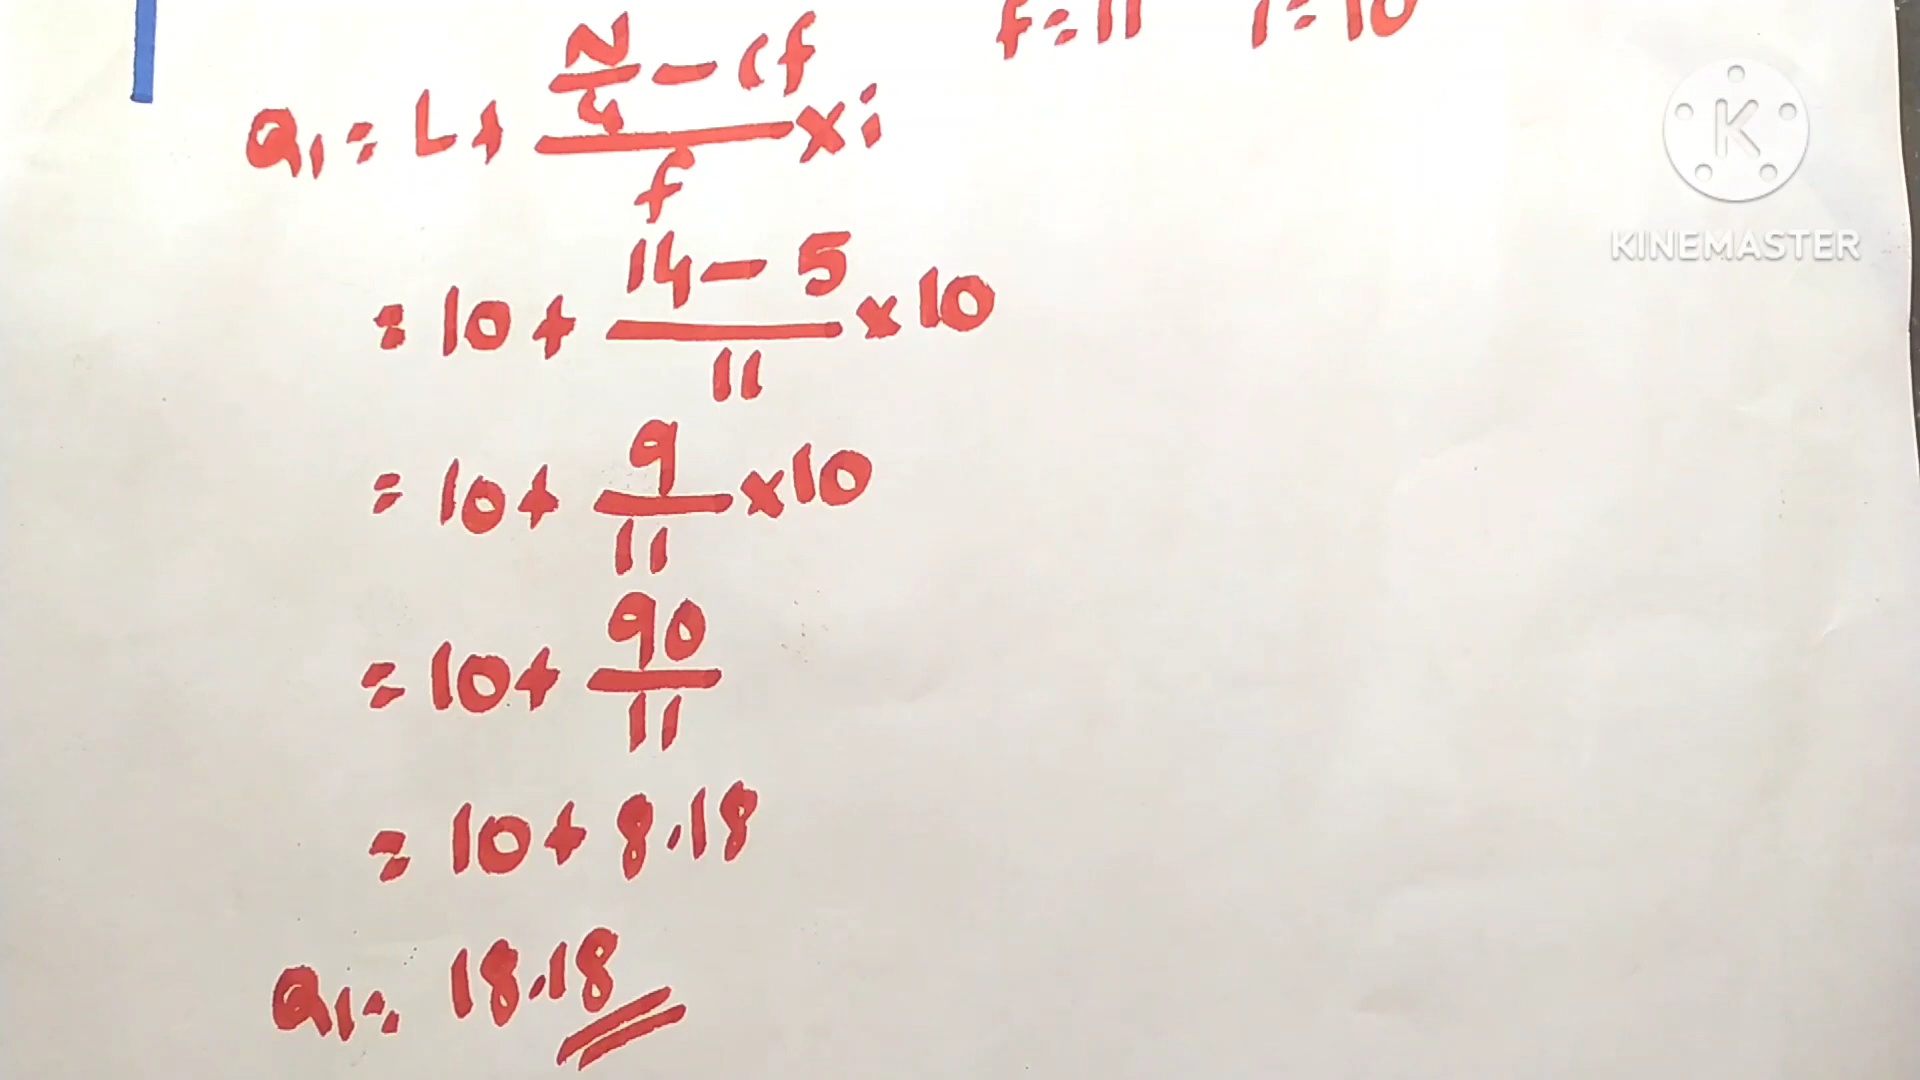 f=11 i=10
Q₁ = L + (N/4 - cf)/f × i
= 10 + (14 - 5)/11 × 10
= 10 + 9/11 × 10
= 10 + 90/11
= 10 + 8.18
Q₁ = 18.18
K
KINEMASTER